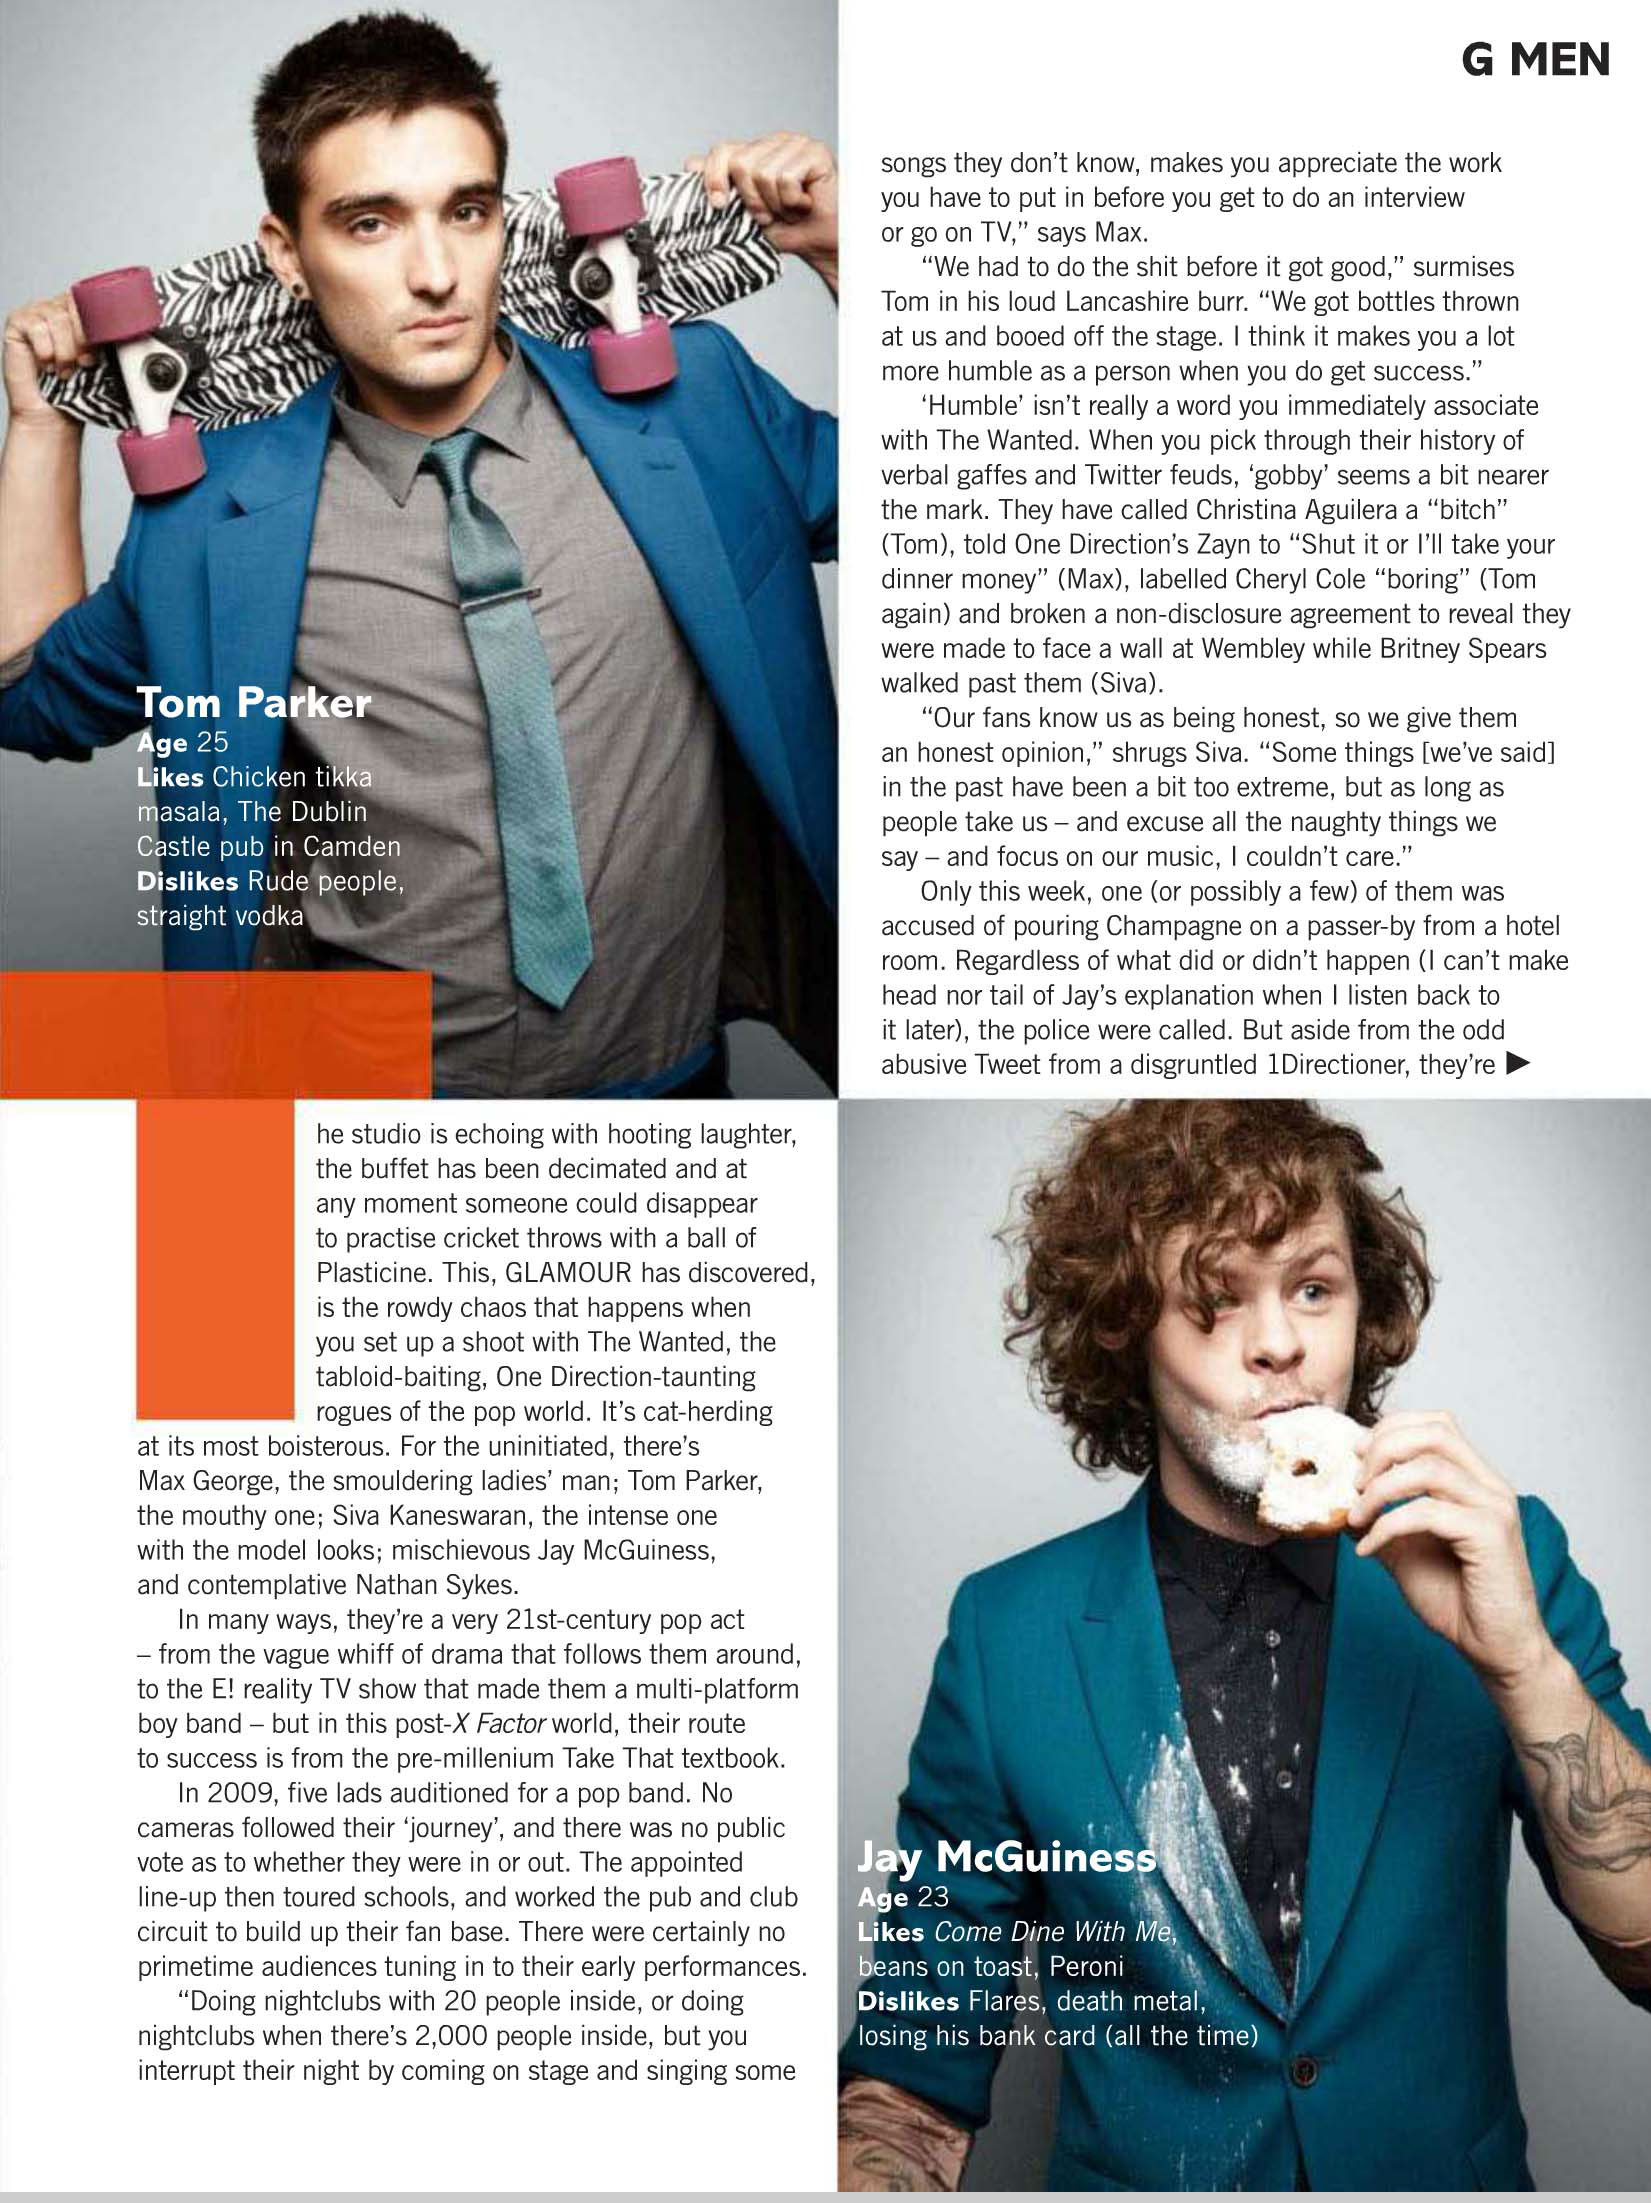 G MEN
Tom Parker
Age 25
Likes Chicken tikka
masala, The Dublin
Castle pub in Camden
Dislikes Rude people,
straight vodka
The studio is echoing with hooting laughter,
the buffet has been decimated and at
any moment someone could disappear
to practise cricket throws with a ball of
Plasticine. This, GLAMOUR has discovered,
is the rowdy chaos that happens when
you set up a shoot with The Wanted, the
tabloid-baiting, One Direction-taunting
rogues of the pop world. It’s cat-herding
at its most boisterous. For the uninitiated, there’s
Max George, the smouldering ladies’ man; Tom Parker,
the mouthy one; Siva Kaneswaran, the intense one
with the model looks; mischievous Jay McGuiness,
and contemplative Nathan Sykes.
In many ways, they’re a very 21st-century pop act
– from the vague whiff of drama that follows them around,
to the E! reality TV show that made them a multi-platform
boy band – but in this post-X Factor world, their route
to success is from the pre-millenium Take That textbook.
In 2009, five lads auditioned for a pop band. No
cameras followed their ‘journey’, and there was no public
vote as to whether they were in or out. The appointed
line-up then toured schools, and worked the pub and club
circuit to build up their fan base. There were certainly no
primetime audiences tuning in to their early performances.
“Doing nightclubs with 20 people inside, or doing
nightclubs when there’s 2,000 people inside, but you
interrupt their night by coming on stage and singing some
songs they don’t know, makes you appreciate the work
you have to put in before you get to do an interview
or go on TV,” says Max.
“We had to do the shit before it got good,” surmises
Tom in his loud Lancashire burr. “We got bottles thrown
at us and booed off the stage. I think it makes you a lot
more humble as a person when you do get success.”
‘Humble’ isn’t really a word you immediately associate
with The Wanted. When you pick through their history of
verbal gaffes and Twitter feuds, ‘gobby’ seems a bit nearer
the mark. They have called Christina Aguilera a “bitch”
(Tom), told One Direction’s Zayn to “Shut it or I’ll take your
dinner money” (Max), labelled Cheryl Cole “boring” (Tom
again) and broken a non-disclosure agreement to reveal they
were made to face a wall at Wembley while Britney Spears
walked past them (Siva).
“Our fans know us as being honest, so we give them
an honest opinion,” shrugs Siva. “Some things [we’ve said]
in the past have been a bit too extreme, but as long as
people take us – and excuse all the naughty things we
say – and focus on our music, I couldn’t care.”
Only this week, one (or possibly a few) of them was
accused of pouring Champagne on a passer-by from a hotel
room. Regardless of what did or didn’t happen (I can’t make
head nor tail of Jay’s explanation when I listen back to
it later), the police were called. But aside from the odd
abusive Tweet from a disgruntled 1Directioner, they’re ▶
Jay McGuiness
Age 23
Likes Come Dine With Me,
beans on toast, Peroni
Dislikes Flares, death metal,
losing his bank card (all the time)